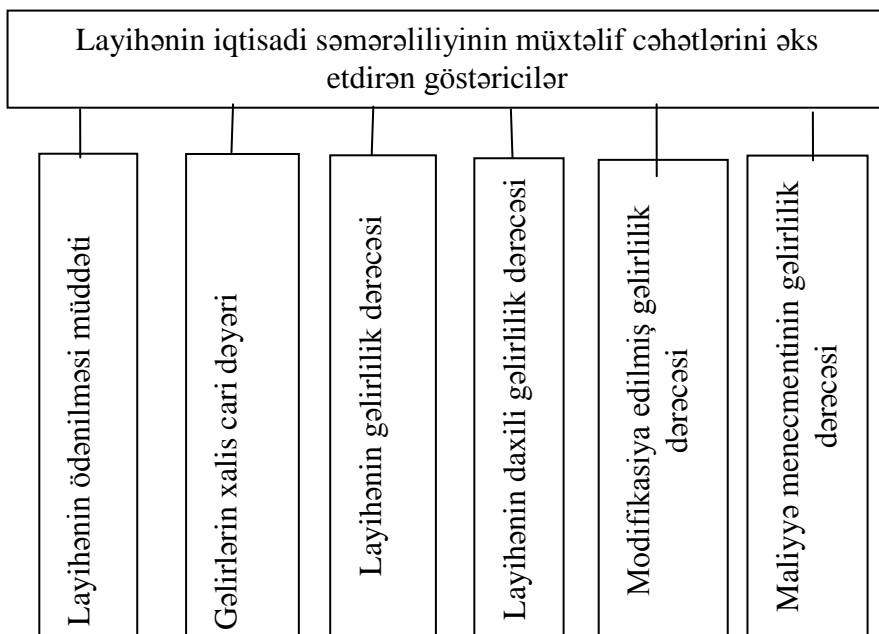 Layihənin iqtisadi səmərəliliyinin müxtəlif cəhətlərini əks
etdirən göstəricilər
Layihənin ödənilməsi müddəti
Gəlirlərin xalis cari dəyəri
Layihənin gəlirlilik dərəcəsi
Layihənin daxili gəlirlilik dərəcəsi
Modifikasiya edilmiş gəlirlilik
dərəcəsi
Maliyyə menecmentinin gəlirlilik
dərəcəsi